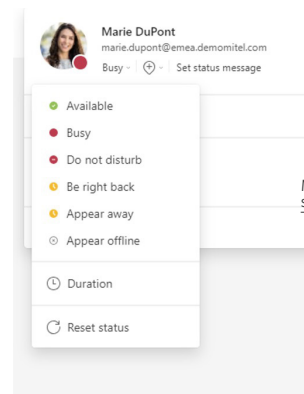 Marie DuPont
marie.dupont@emea.demomitel.com
Busy Set status message
Available
Busy
Do not disturb
Be right back
Appear away
Appear offline
Duration
Reset status